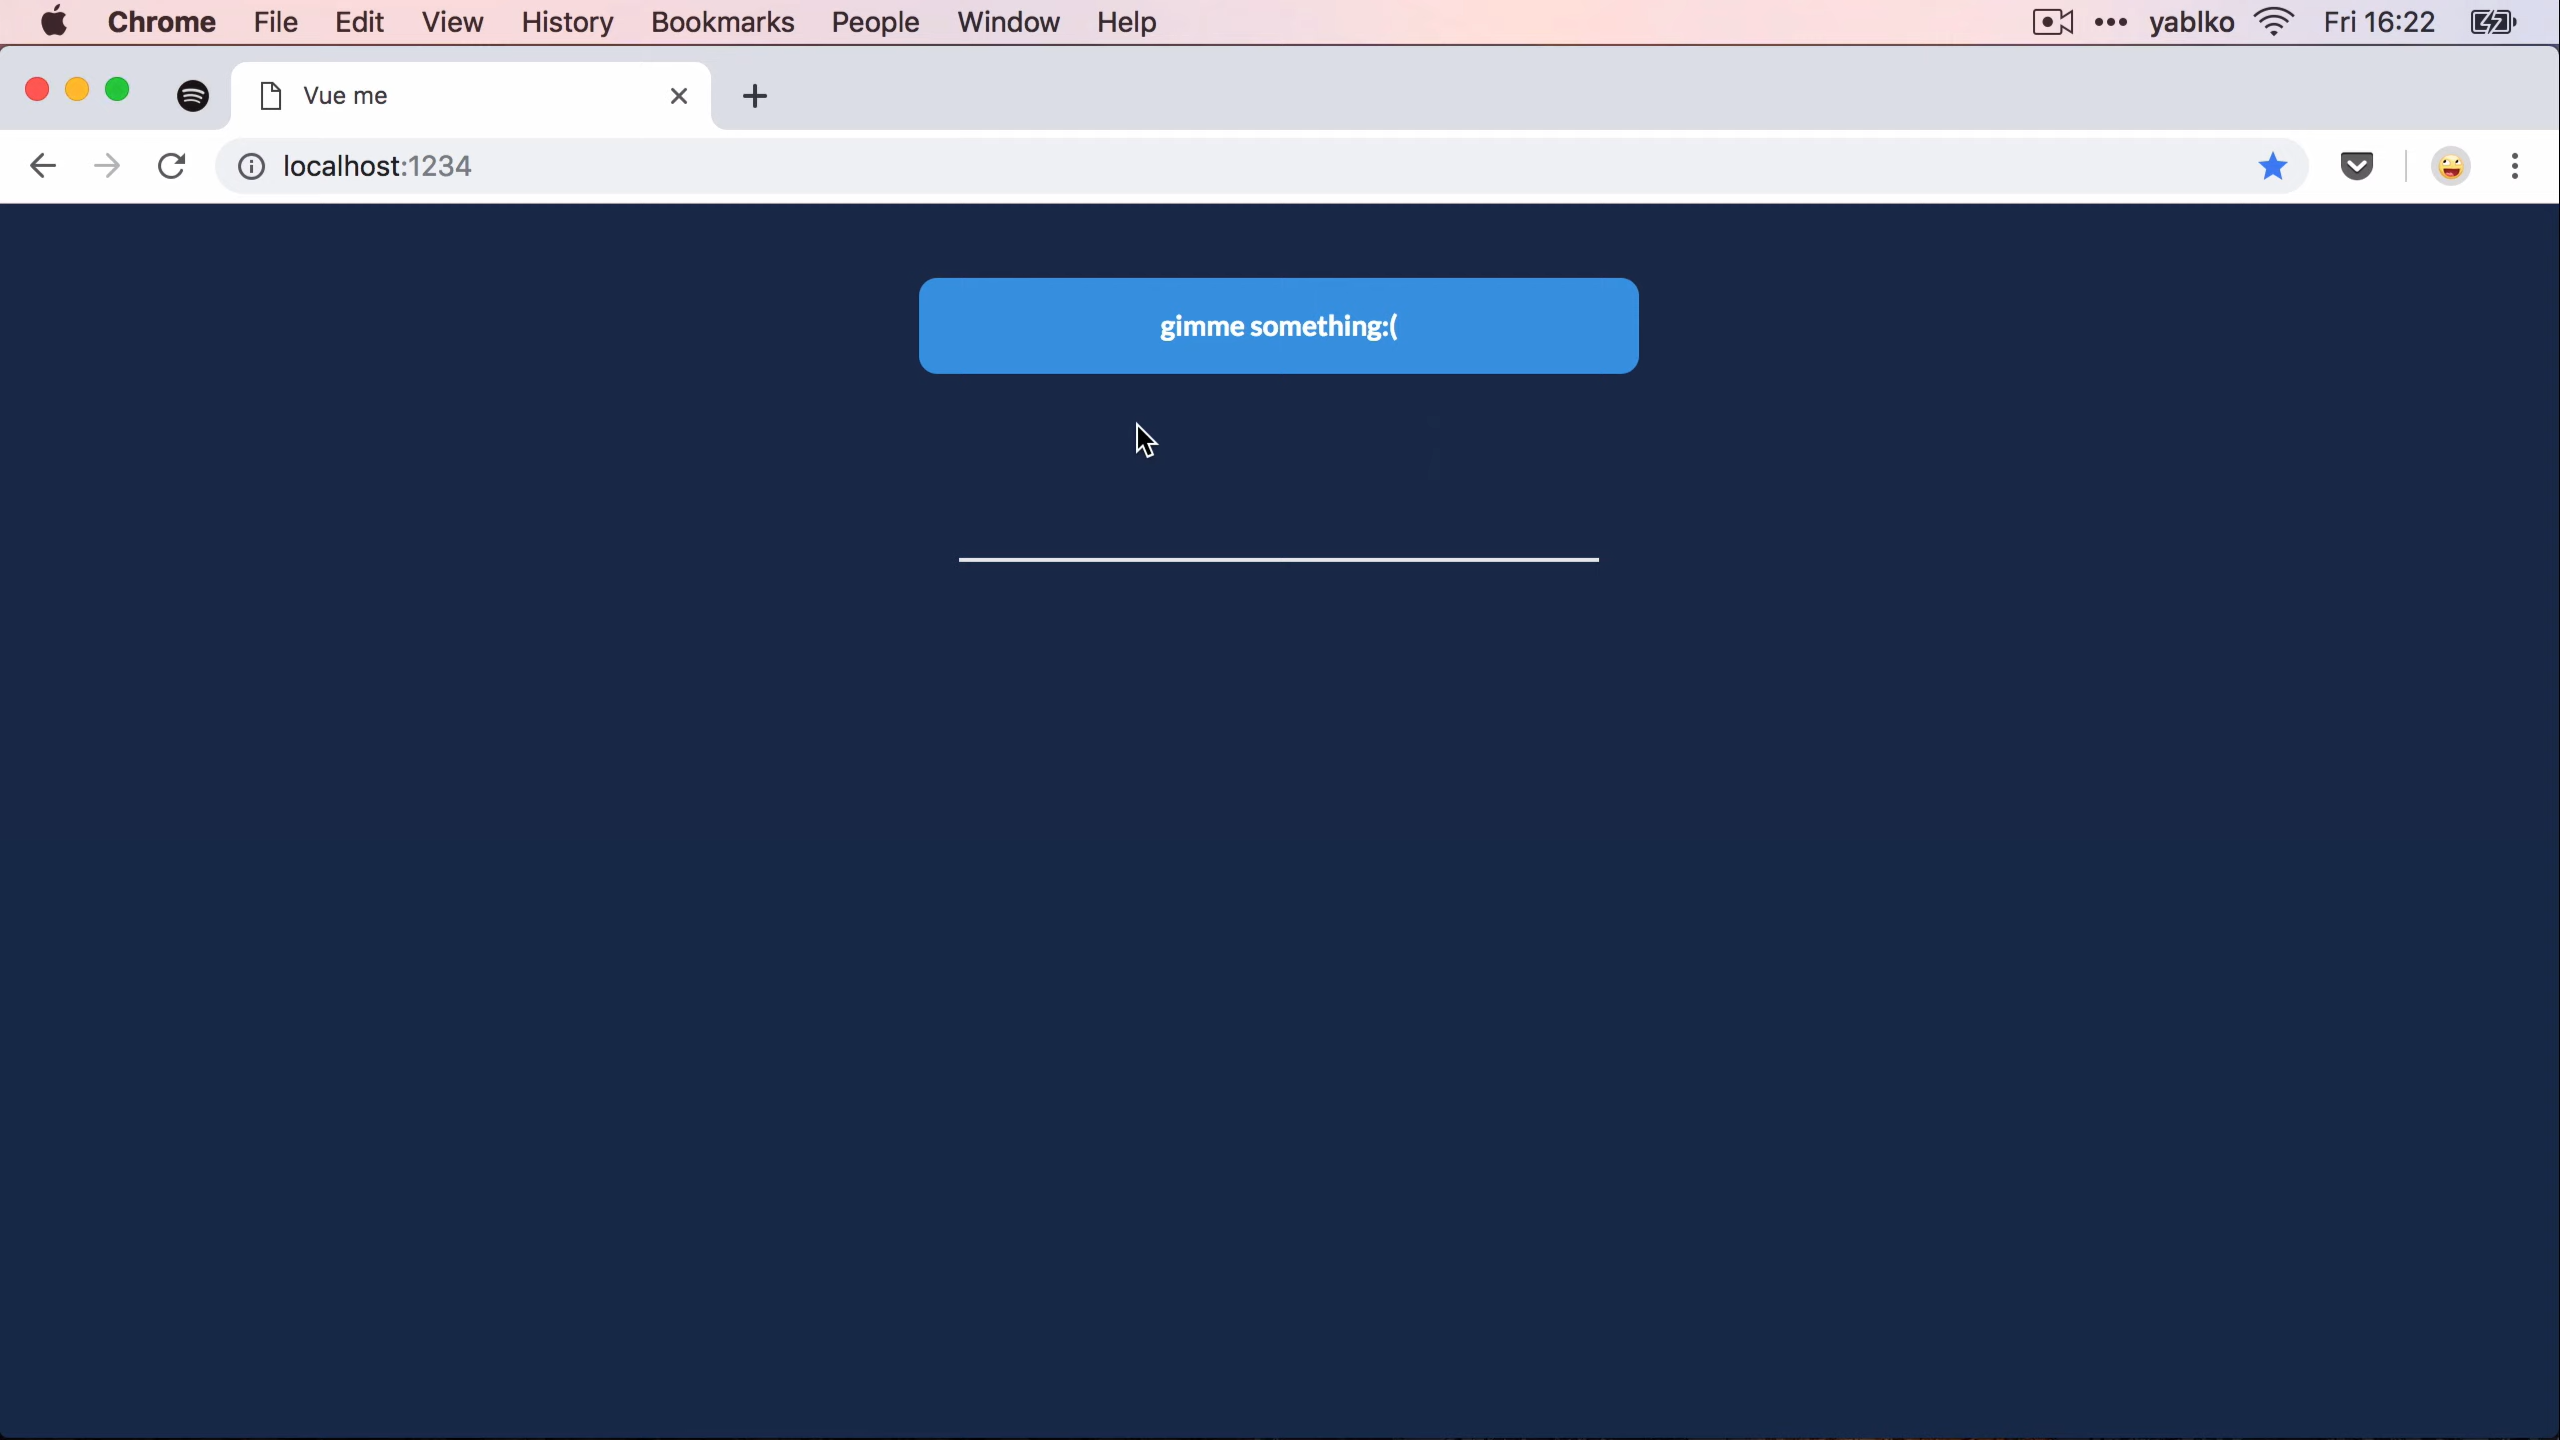 Chrome File Edit View History Bookmarks People Window Help yablko Fri 16:22
Vue me
localhost:1234
gimme something:(